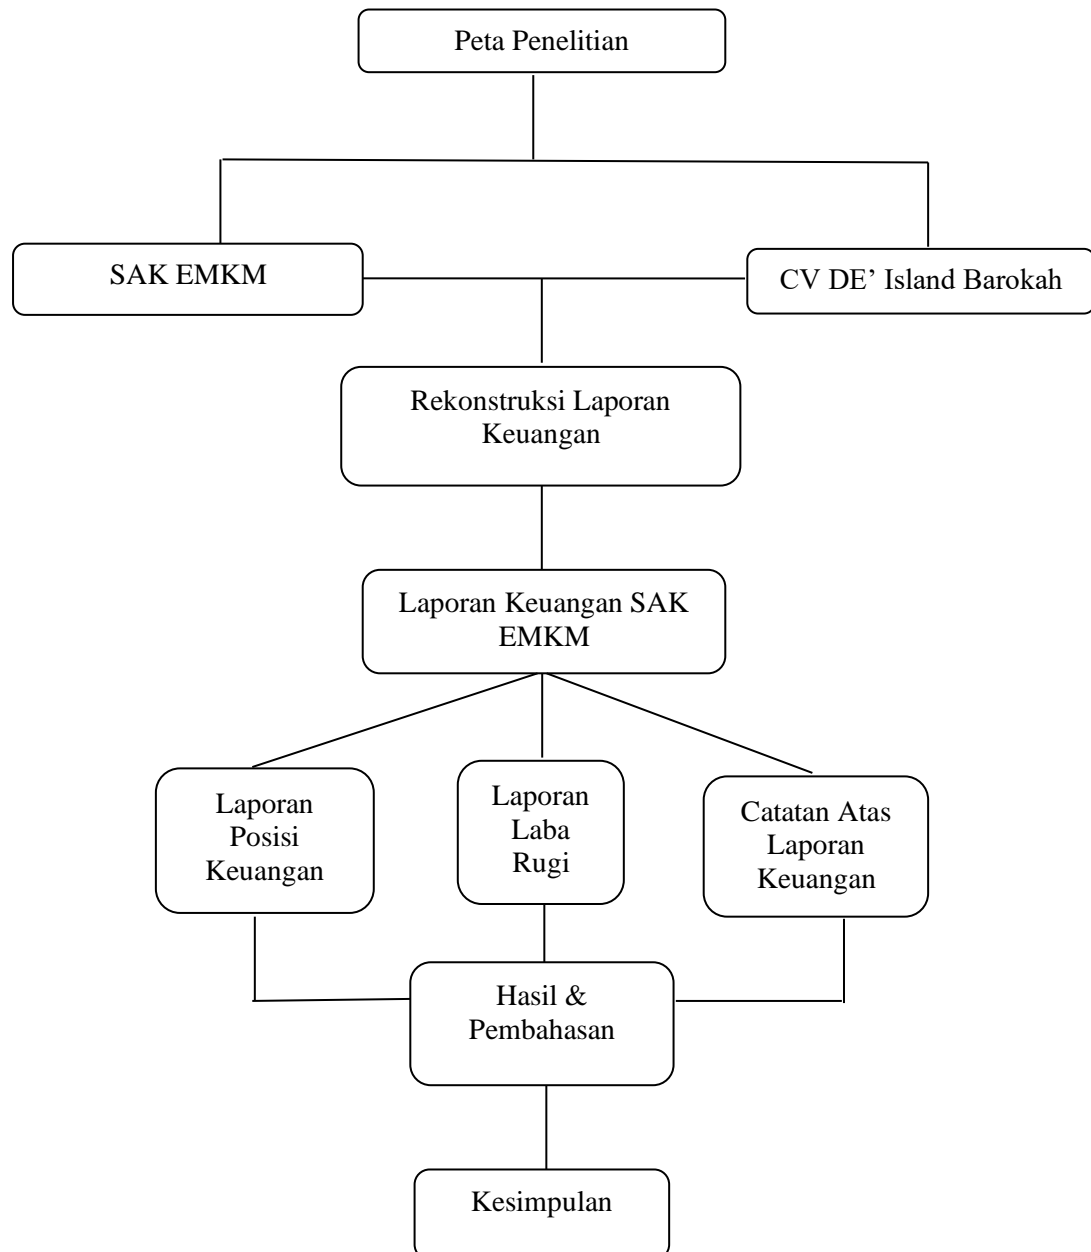 Peta Penelitian
SAK EMKM
CV DE’ Island Barokah
Rekonstruksi Laporan
Keuangan
Laporan Keuangan SAK
EMKM
Laporan
Posisi
Keuangan
Laporan
Laba
Rugi
Catatan Atas
Laporan
Keuangan
Hasil &
Pembahasan
Kesimpulan